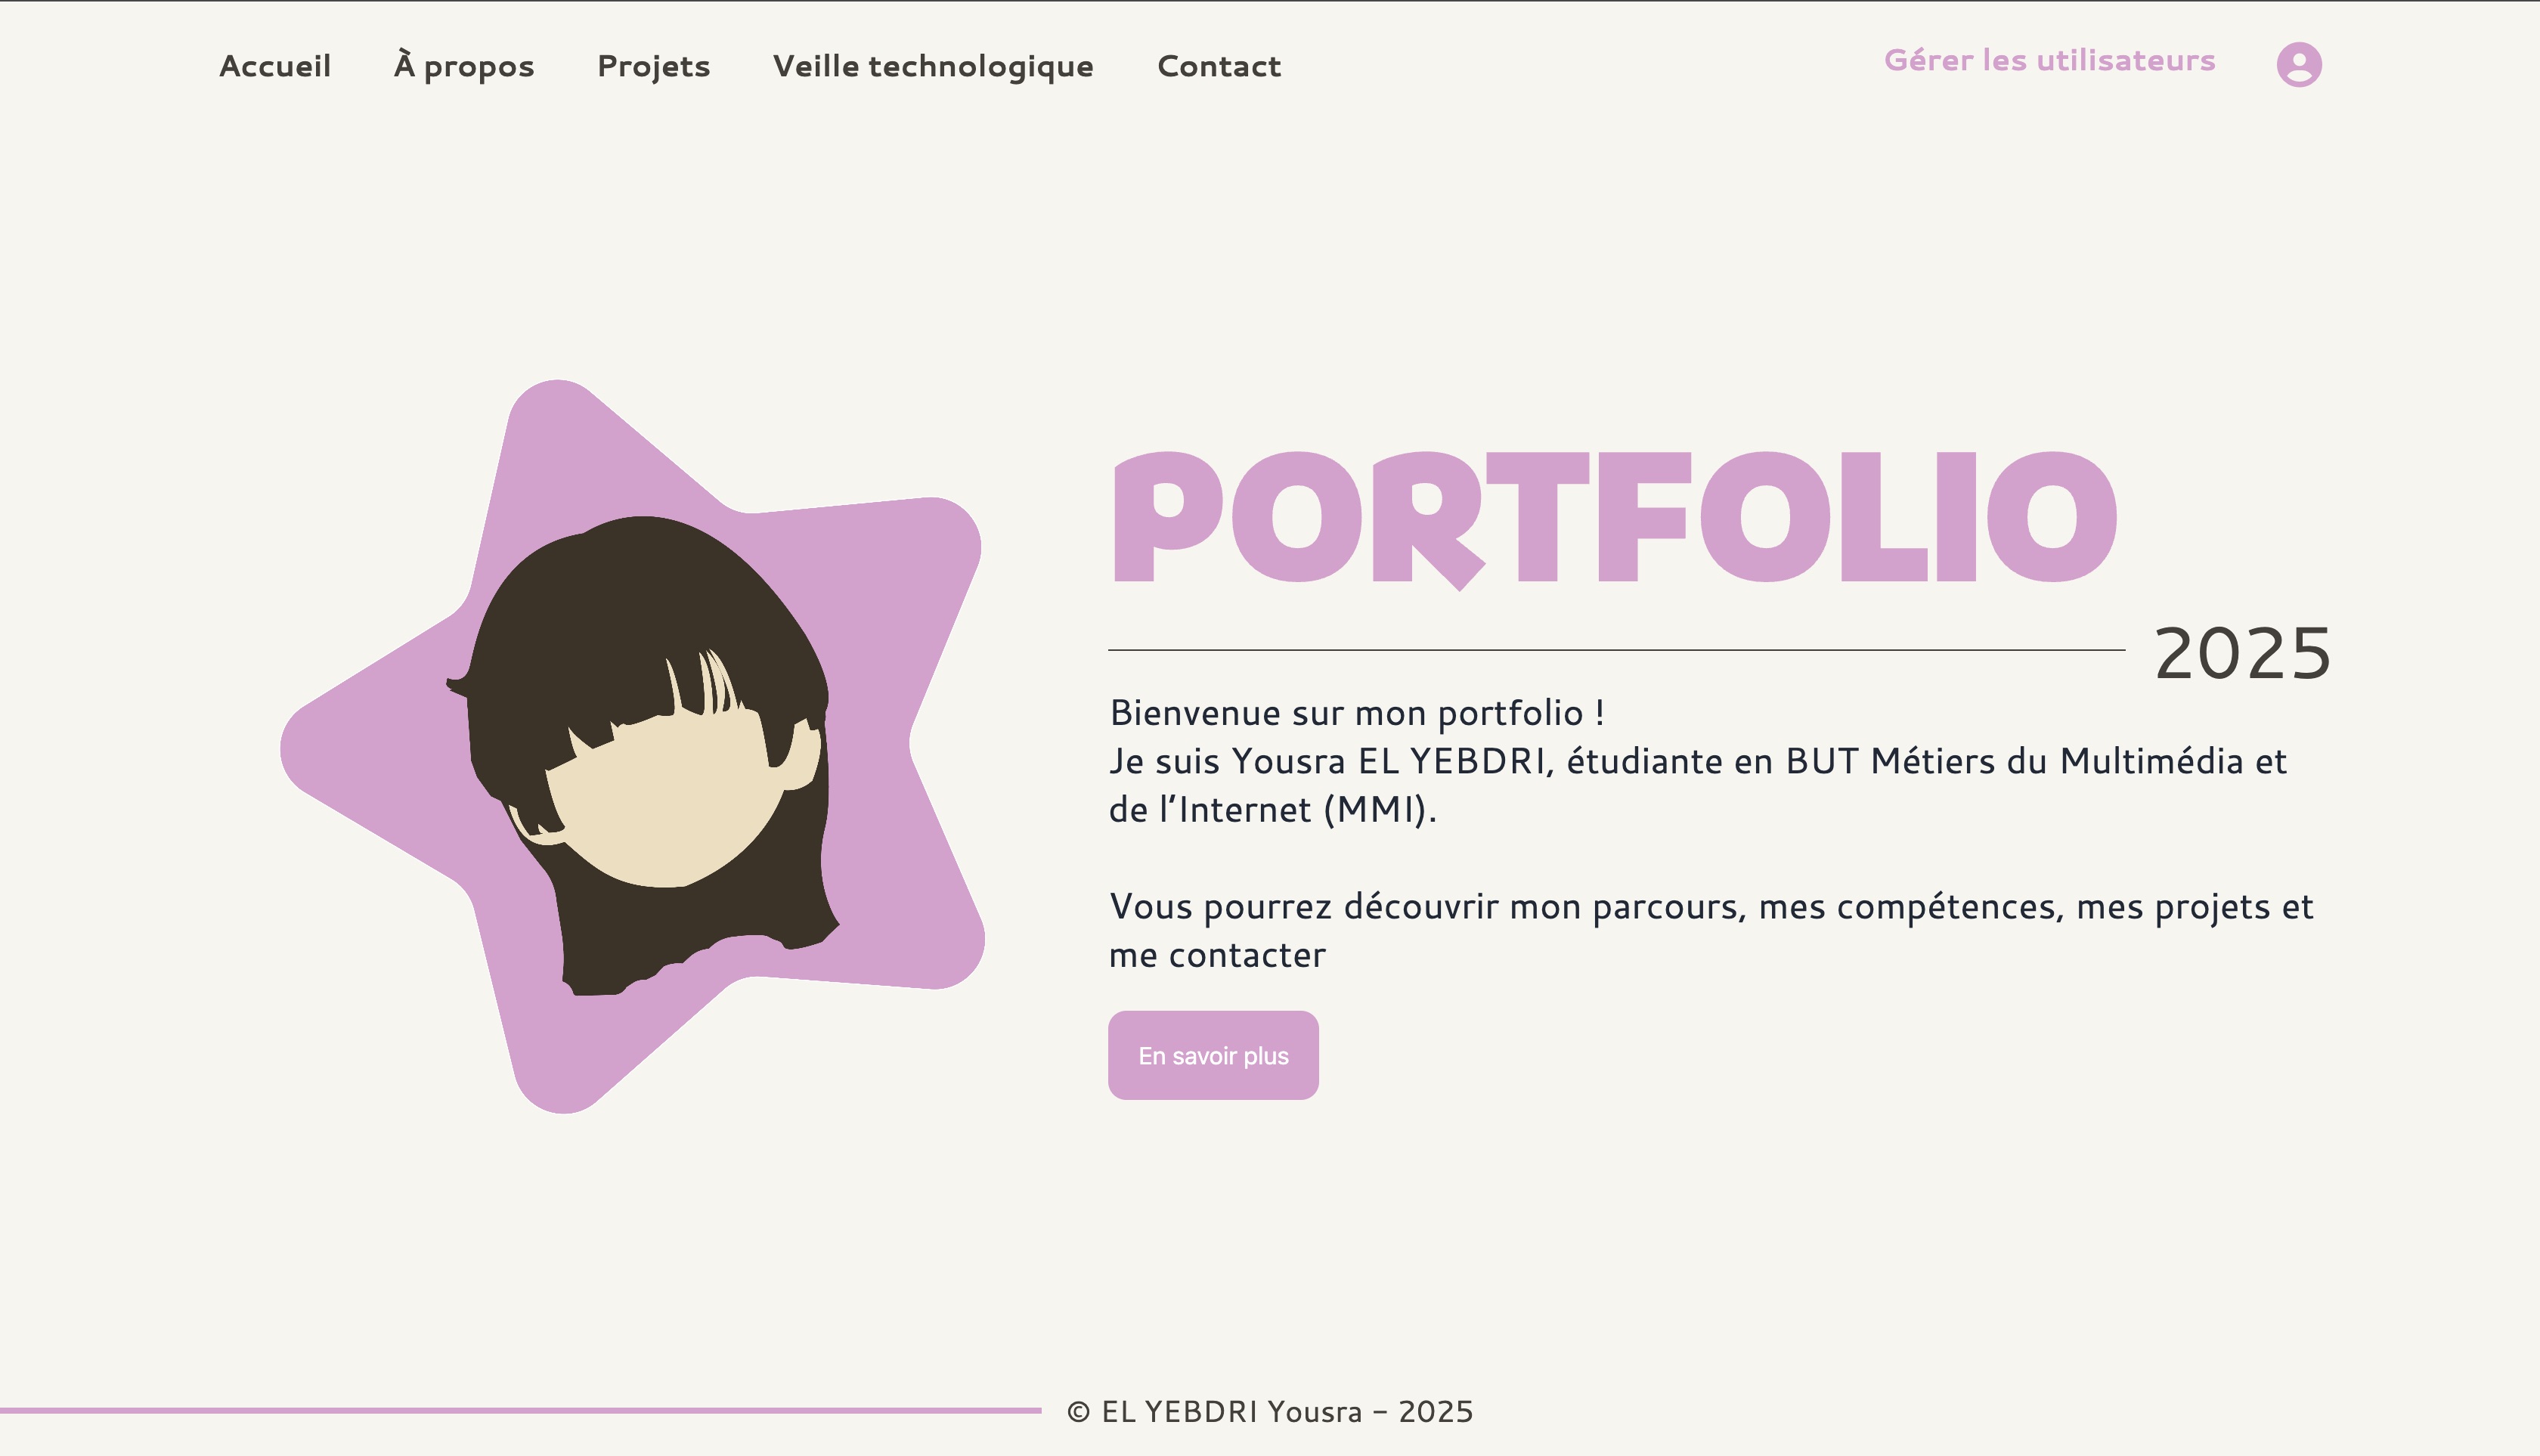 Accueil À propos Projets Veille technologique Contact Gérer les utilisateurs
PORTFOLIO
2025
Bienvenue sur mon portfolio !
Je suis Yousra EL YEBDRI, étudiante en BUT Métiers du Multimédia et
de l’Internet (MMI).
Vous pourrez découvrir mon parcours, mes compétences, mes projets et
me contacter
En savoir plus
© EL YEBDRI Yousra - 2025